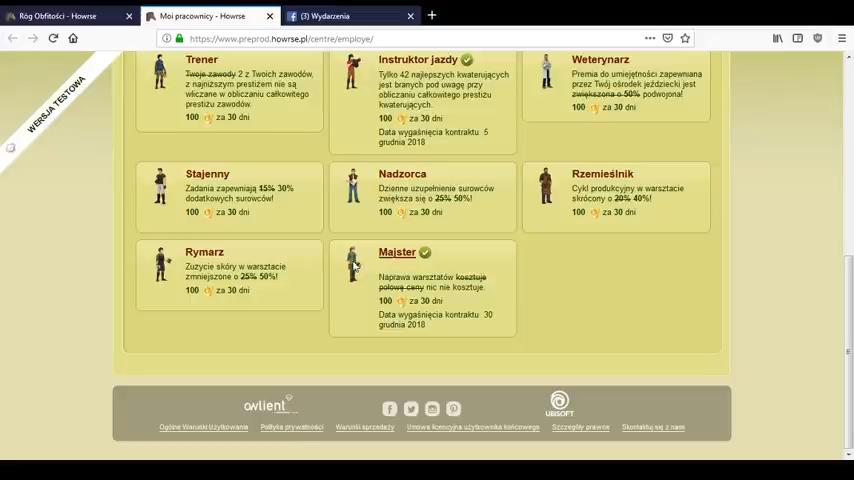 Róg Obfitości - Howrse
Moi pracownicy - Howrse
(3) Wydarzenia
https://www.preprod.howrse.pl/centre/employe/
WERSJA TESTOWA
Trener
Twoje zawody 2 z Twoich zawodów,
z najniższym prestiżem nie są
wliczane w obliczaniu całkowitego
prestiżu zawodów.
100 za 30 dni
Instruktor jazdy
Tylko 42 najlepszych kwaterujących
jest branych pod uwagę przy
obliczaniu całkowitego prestiżu
kwaterujących.
100 za 30 dni
Data wygaśnięcia kontraktu 5
grudnia 2018
Weterynarz
Premia do umiejętności zapewniana
przez Twój ośrodek jeździecki jest
zwiększona o 50% podwojona!
100 za 30 dni
Stajenny
Zadania zapewniają 15% 30%
dodatkowych surowców!
100 za 30 dni
Nadzorca
Dzienne uzupełnienie surowców
zwiększa się o 25% 50%!
100 za 30 dni
Rzemieślnik
Cykl produkcyjny w warsztacie
skrócony o 20% 40%!
100 za 30 dni
Rymarz
Zużycie skóry w warsztacie
zmniejszone o 25% 50%!
100 za 30 dni
Majster
Naprawa warsztatów kosztuje
połowę ceny nic nie kosztuje.
100 za 30 dni
Data wygaśnięcia kontraktu 30
grudnia 2018
owlient
UBISOFT
Ogólne Warunki Użytkowania
Polityka prywatności
Warunki sprzedaży
Umowa licencyjna użytkownika końcowego
Szczegóły prawne
Skontaktuj się z nami